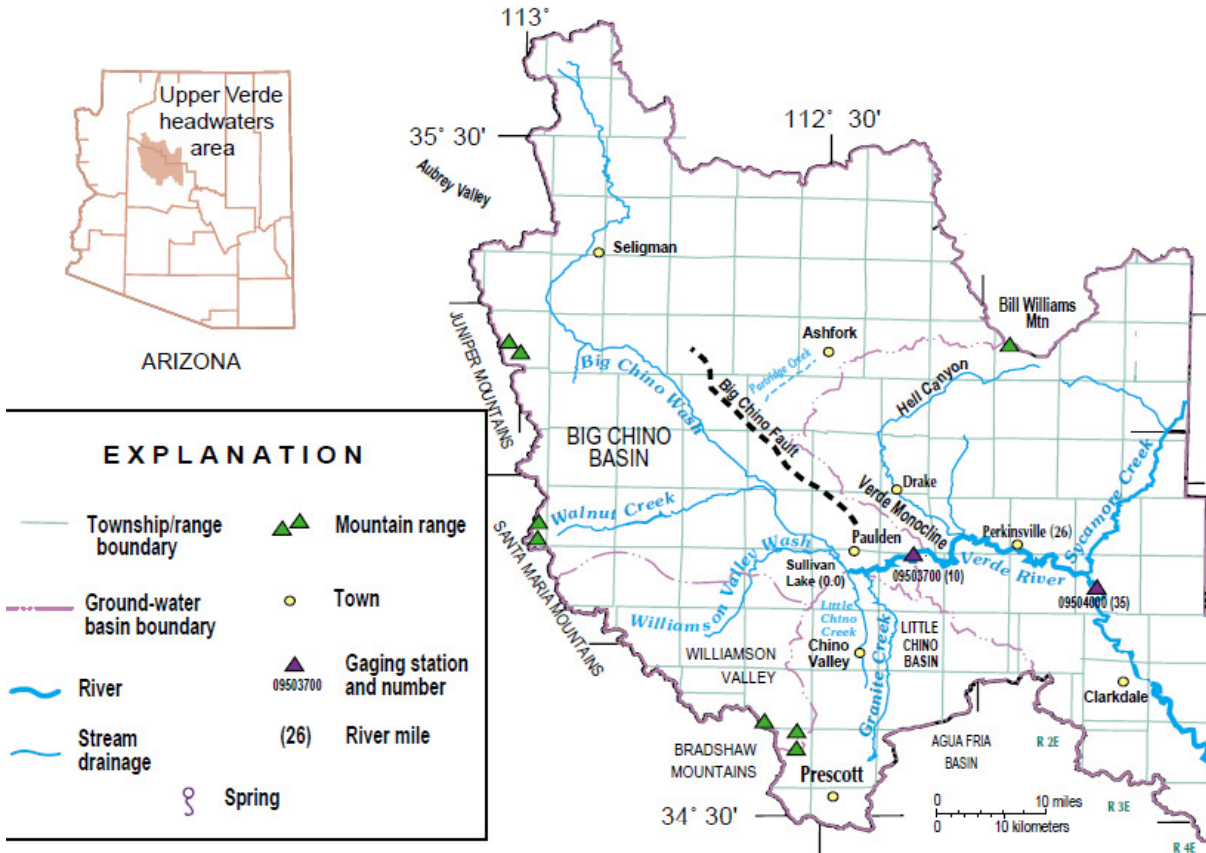 113°
Upper Verde
headwaters
area
ARIZONA
35° 30'
112° 30'
Aubrey Valley
Seligman
Bill Williams
Mtn
Ashfork
JUNIPER MOUNTAINS
Big Chino Wash
Partridge Creek
Big Chino Fault
Hell Canyon
BIG CHINO
BASIN
Drake
Verde Monocline
Walnut Creek
Perkinsville (26)
Sycamore Creek
Paulden
SANTA MARIA MOUNTAINS
Williamson Valley Wash
Sullivan
Lake (0.0)
09503700 (10)
Verde River
09504000 (35)
Little
Chino
Creek
LITTLE
CHINO
BASIN
Chino
Valley
WILLIAMSON
VALLEY
Granite Creek
Clarkdale
BRADSHAW
MOUNTAINS
AGUA FRIA
BASIN
R 2E
Prescott
34° 30'
0 10 miles
0 10 kilometers
R 3E
R 4E
EXPLANATION
Township/range
boundary
Mountain range
Ground-water
basin boundary
Town
River
Gaging station
and number
09503700
Stream
drainage
(26) River mile
Spring